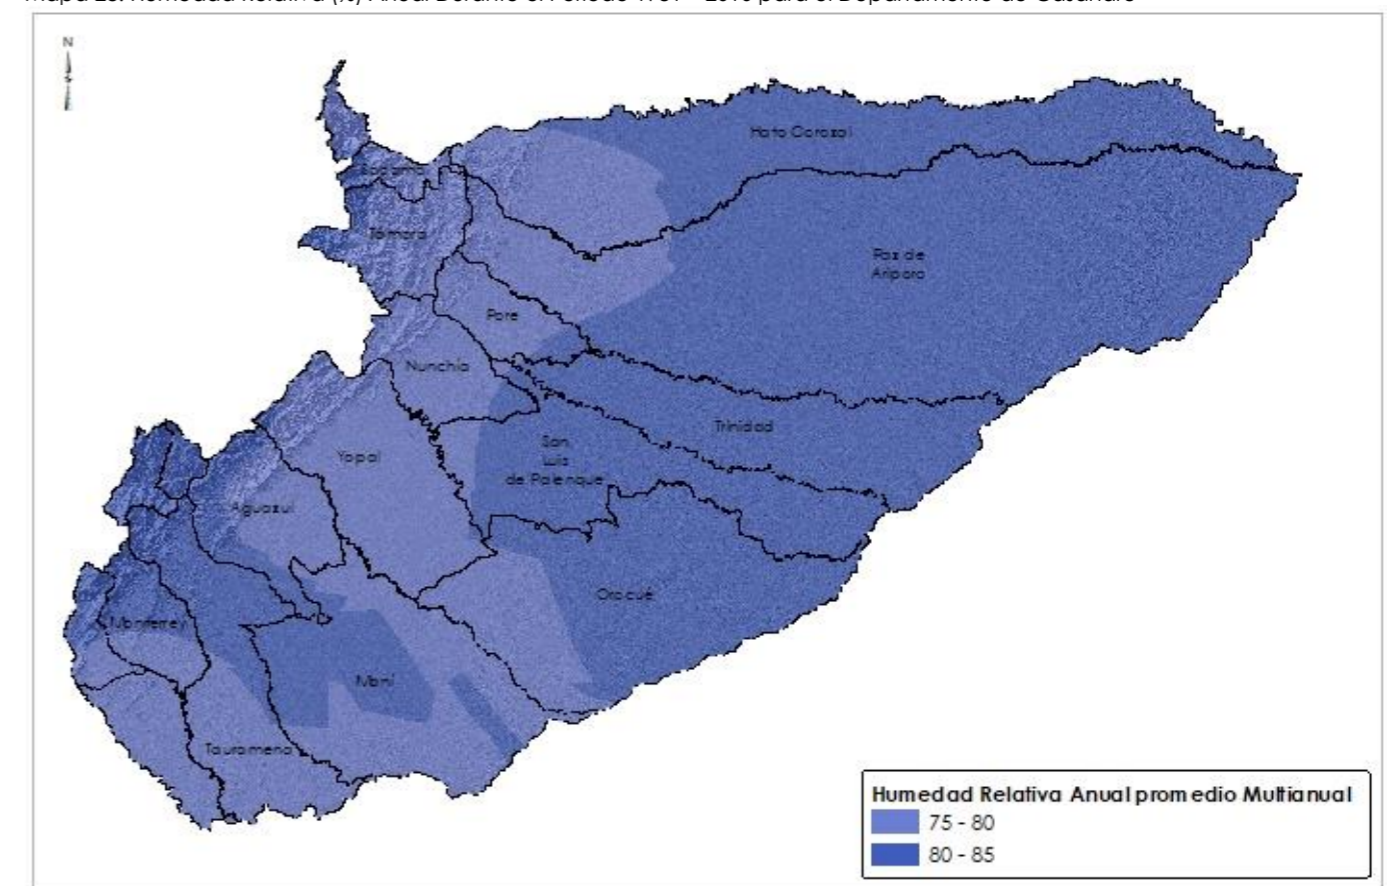 N
Hato Corozal
Támara
Paz de
Ariporo
Pore
Nunchía
Trinidad
San
Luis
de Palenque
Yopal
Aguazul
Orocué
Monterrey
Maní
Tauramena
Humedad Relativa Anual promedio Multianual
75 - 80
80 - 85